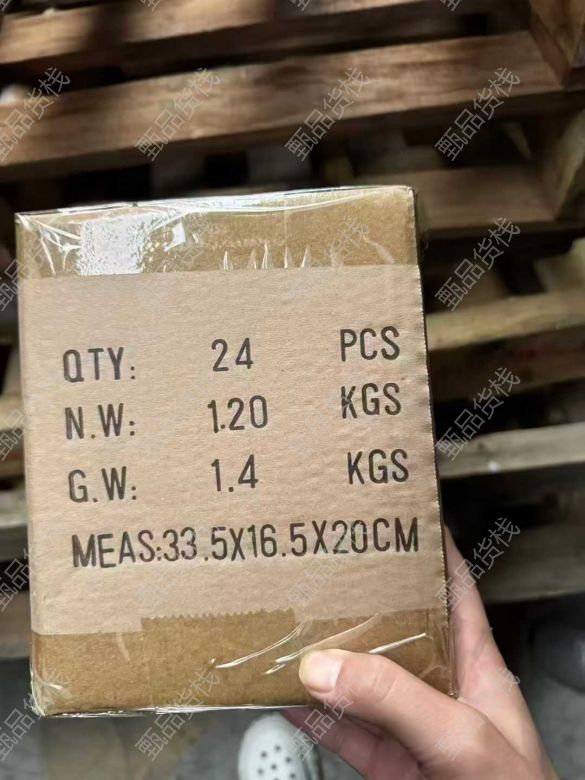 QTY: 24 PCS
N.W: 1.20 KGS
G.W: 1.4 KGS
MEAS:33.5X16.5X20CM
甄品货栈